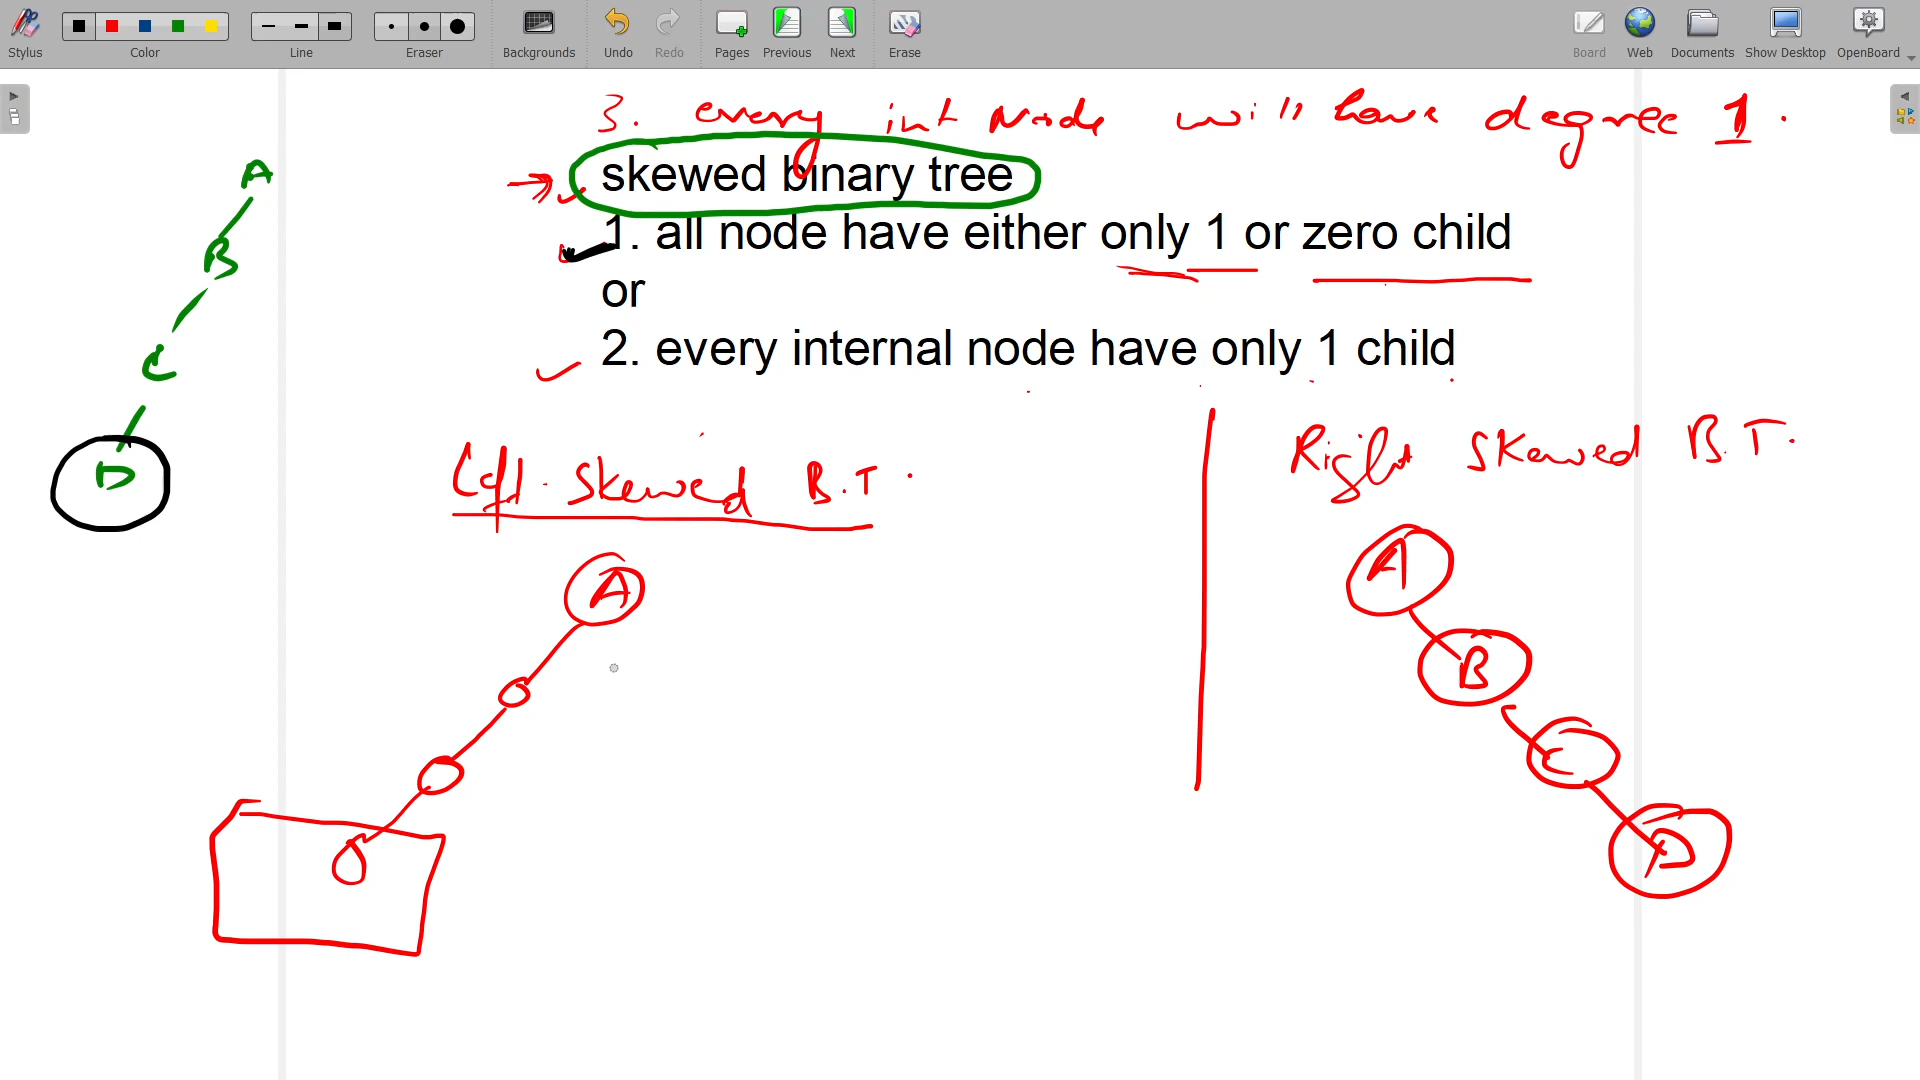 Stylus Color Line Eraser Backgrounds Undo Redo Pages Previous Next Erase Board Web Documents Show Desktop OpenBoard
3. every int Node will have degree 1.
skewed binary tree
1. all node have either only 1 or zero child
or
2. every internal node have only 1 child
A
B
C
D
Left. Skewed B.T.
A
Right Skewed B.T.
A
B
C
D